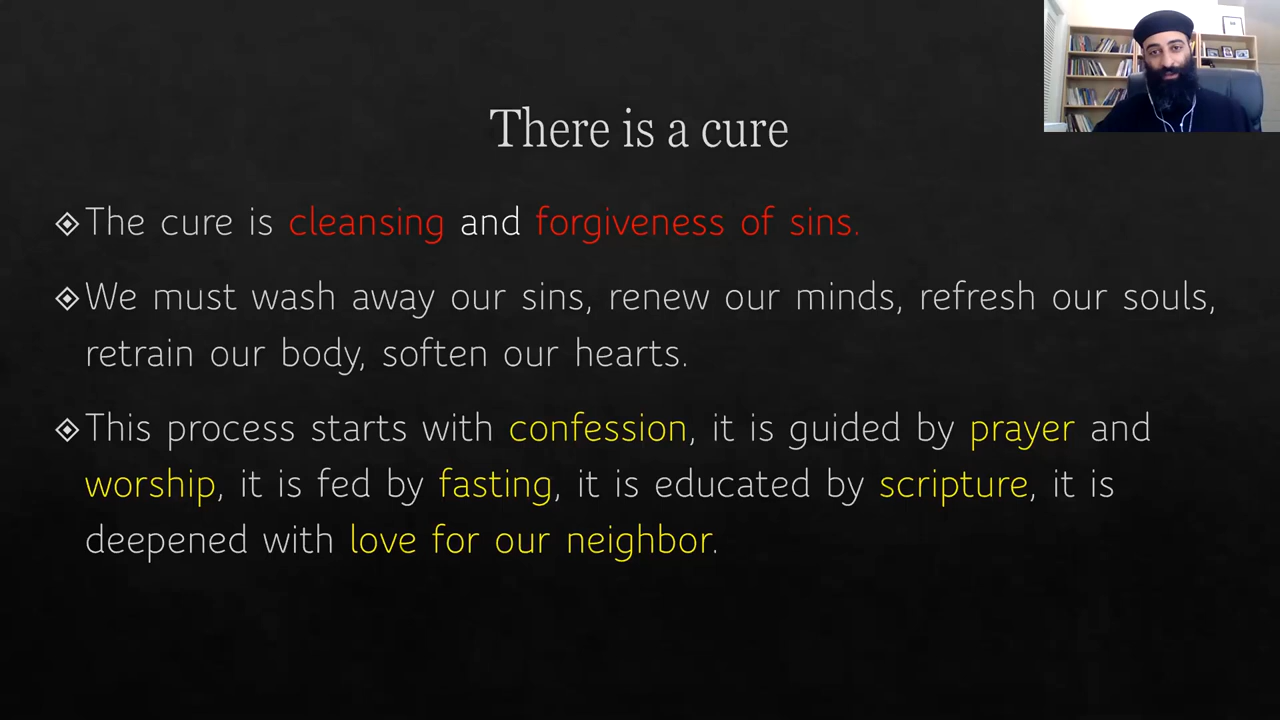 There is a cure
The cure is cleansing and forgiveness of sins.
We must wash away our sins, renew our minds, refresh our souls,
retrain our body, soften our hearts.
This process starts with confession, it is guided by prayer and
worship, it is fed by fasting, it is educated by scripture, it is
deepened with love for our neighbor.